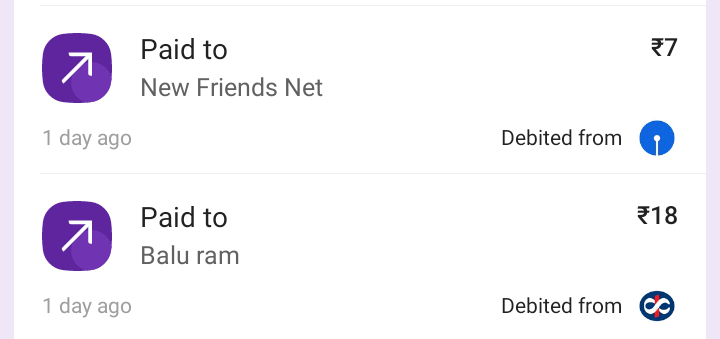 Paid to
₹7
New Friends Net
1 day ago
Debited from
Paid to
₹18
Balu ram
1 day ago
Debited from